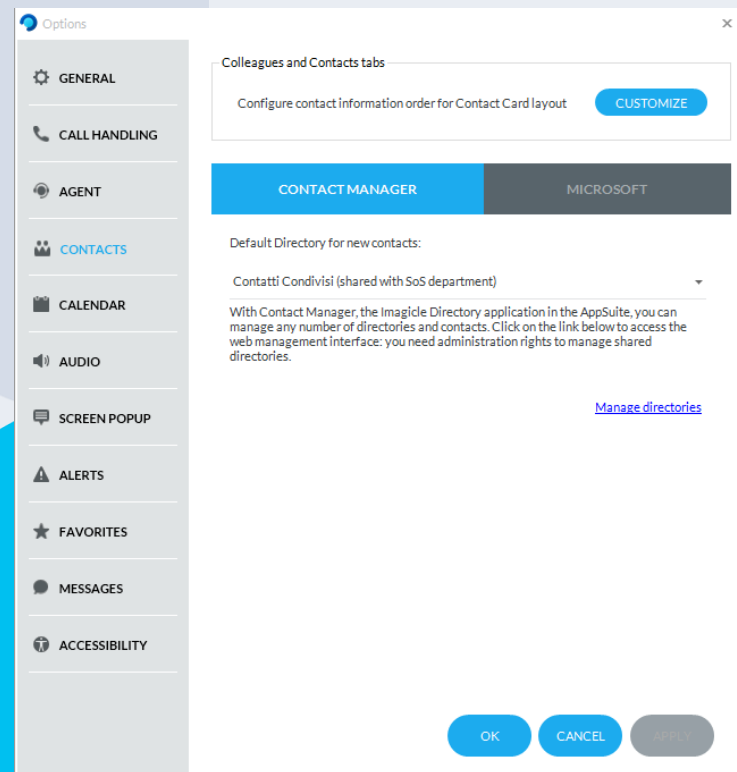 Options
GENERAL
CALL HANDLING
AGENT
CONTACTS
CALENDAR
AUDIO
SCREEN POPUP
ALERTS
FAVORITES
MESSAGES
ACCESSIBILITY
Colleagues and Contacts tabs
Configure contact information order for Contact Card layout
CUSTOMIZE
CONTACT MANAGER
MICROSOFT
Default Directory for new contacts:
Contatti Condivisi (shared with SoS department)
With Contact Manager, the Imagicle Directory application in the AppSuite, you can
manage any number of directories and contacts. Click on the link below to access the
web management interface: you need administration rights to manage shared
directories.
Manage directories
OK
CANCEL
APPLY